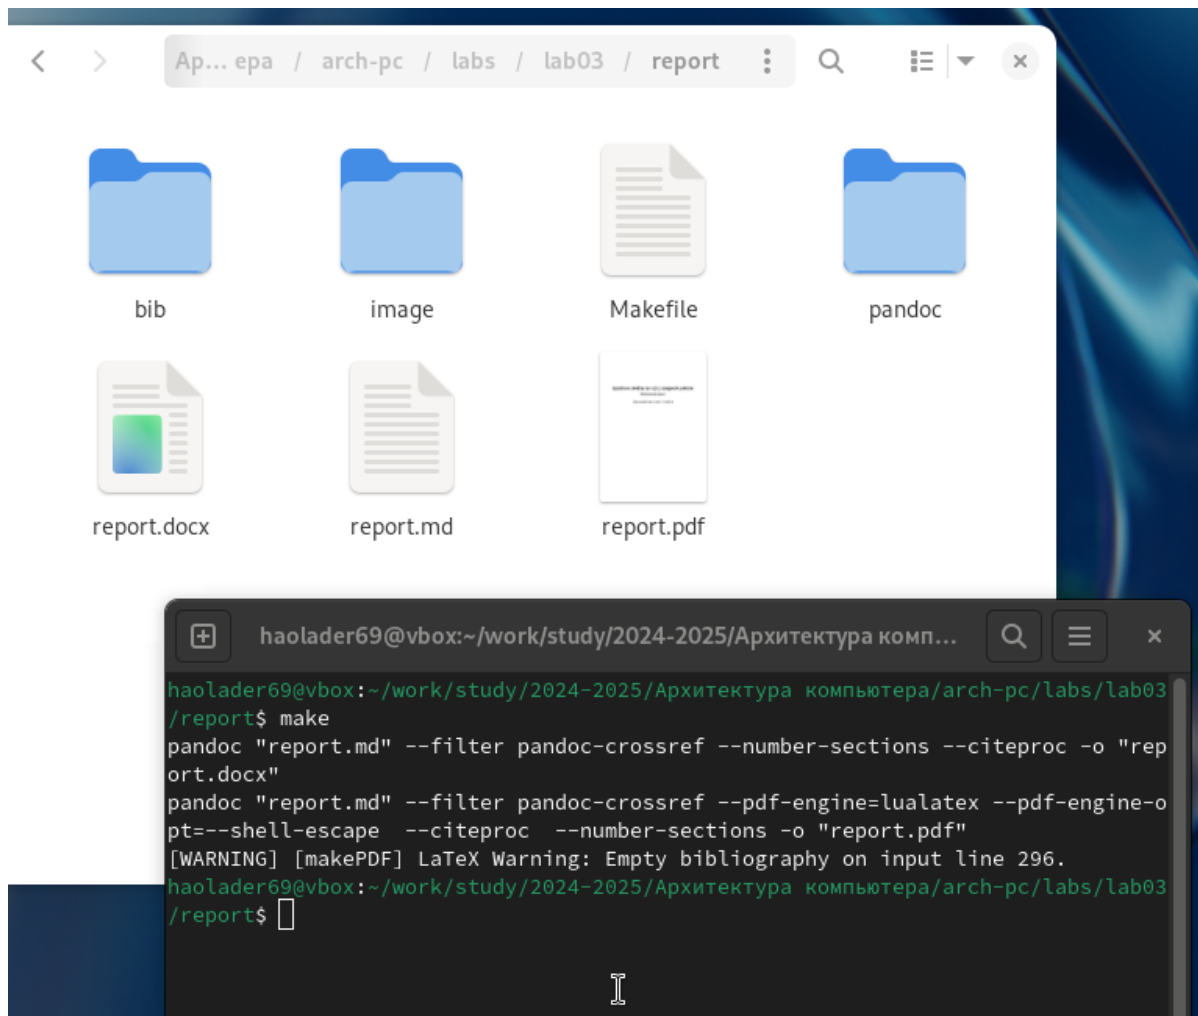 Ap… epa / arch-pc / labs / lab03 / report
bib
image
Makefile
pandoc
report.docx
report.md
report.pdf
haolader69@vbox:~/work/study/2024-2025/Архитектура комп…
haolader69@vbox:~/work/study/2024-2025/Архитектура компьютера/arch-pc/labs/lab03
/report$ make
pandoc "report.md" --filter pandoc-crossref --number-sections --citeproc -o "rep
ort.docx"
pandoc "report.md" --filter pandoc-crossref --pdf-engine=lualatex --pdf-engine-o
pt=--shell-escape  --citeproc  --number-sections -o "report.pdf"
[WARNING] [makePDF] LaTeX Warning: Empty bibliography on input line 296.
haolader69@vbox:~/work/study/2024-2025/Архитектура компьютера/arch-pc/labs/lab03
/report$